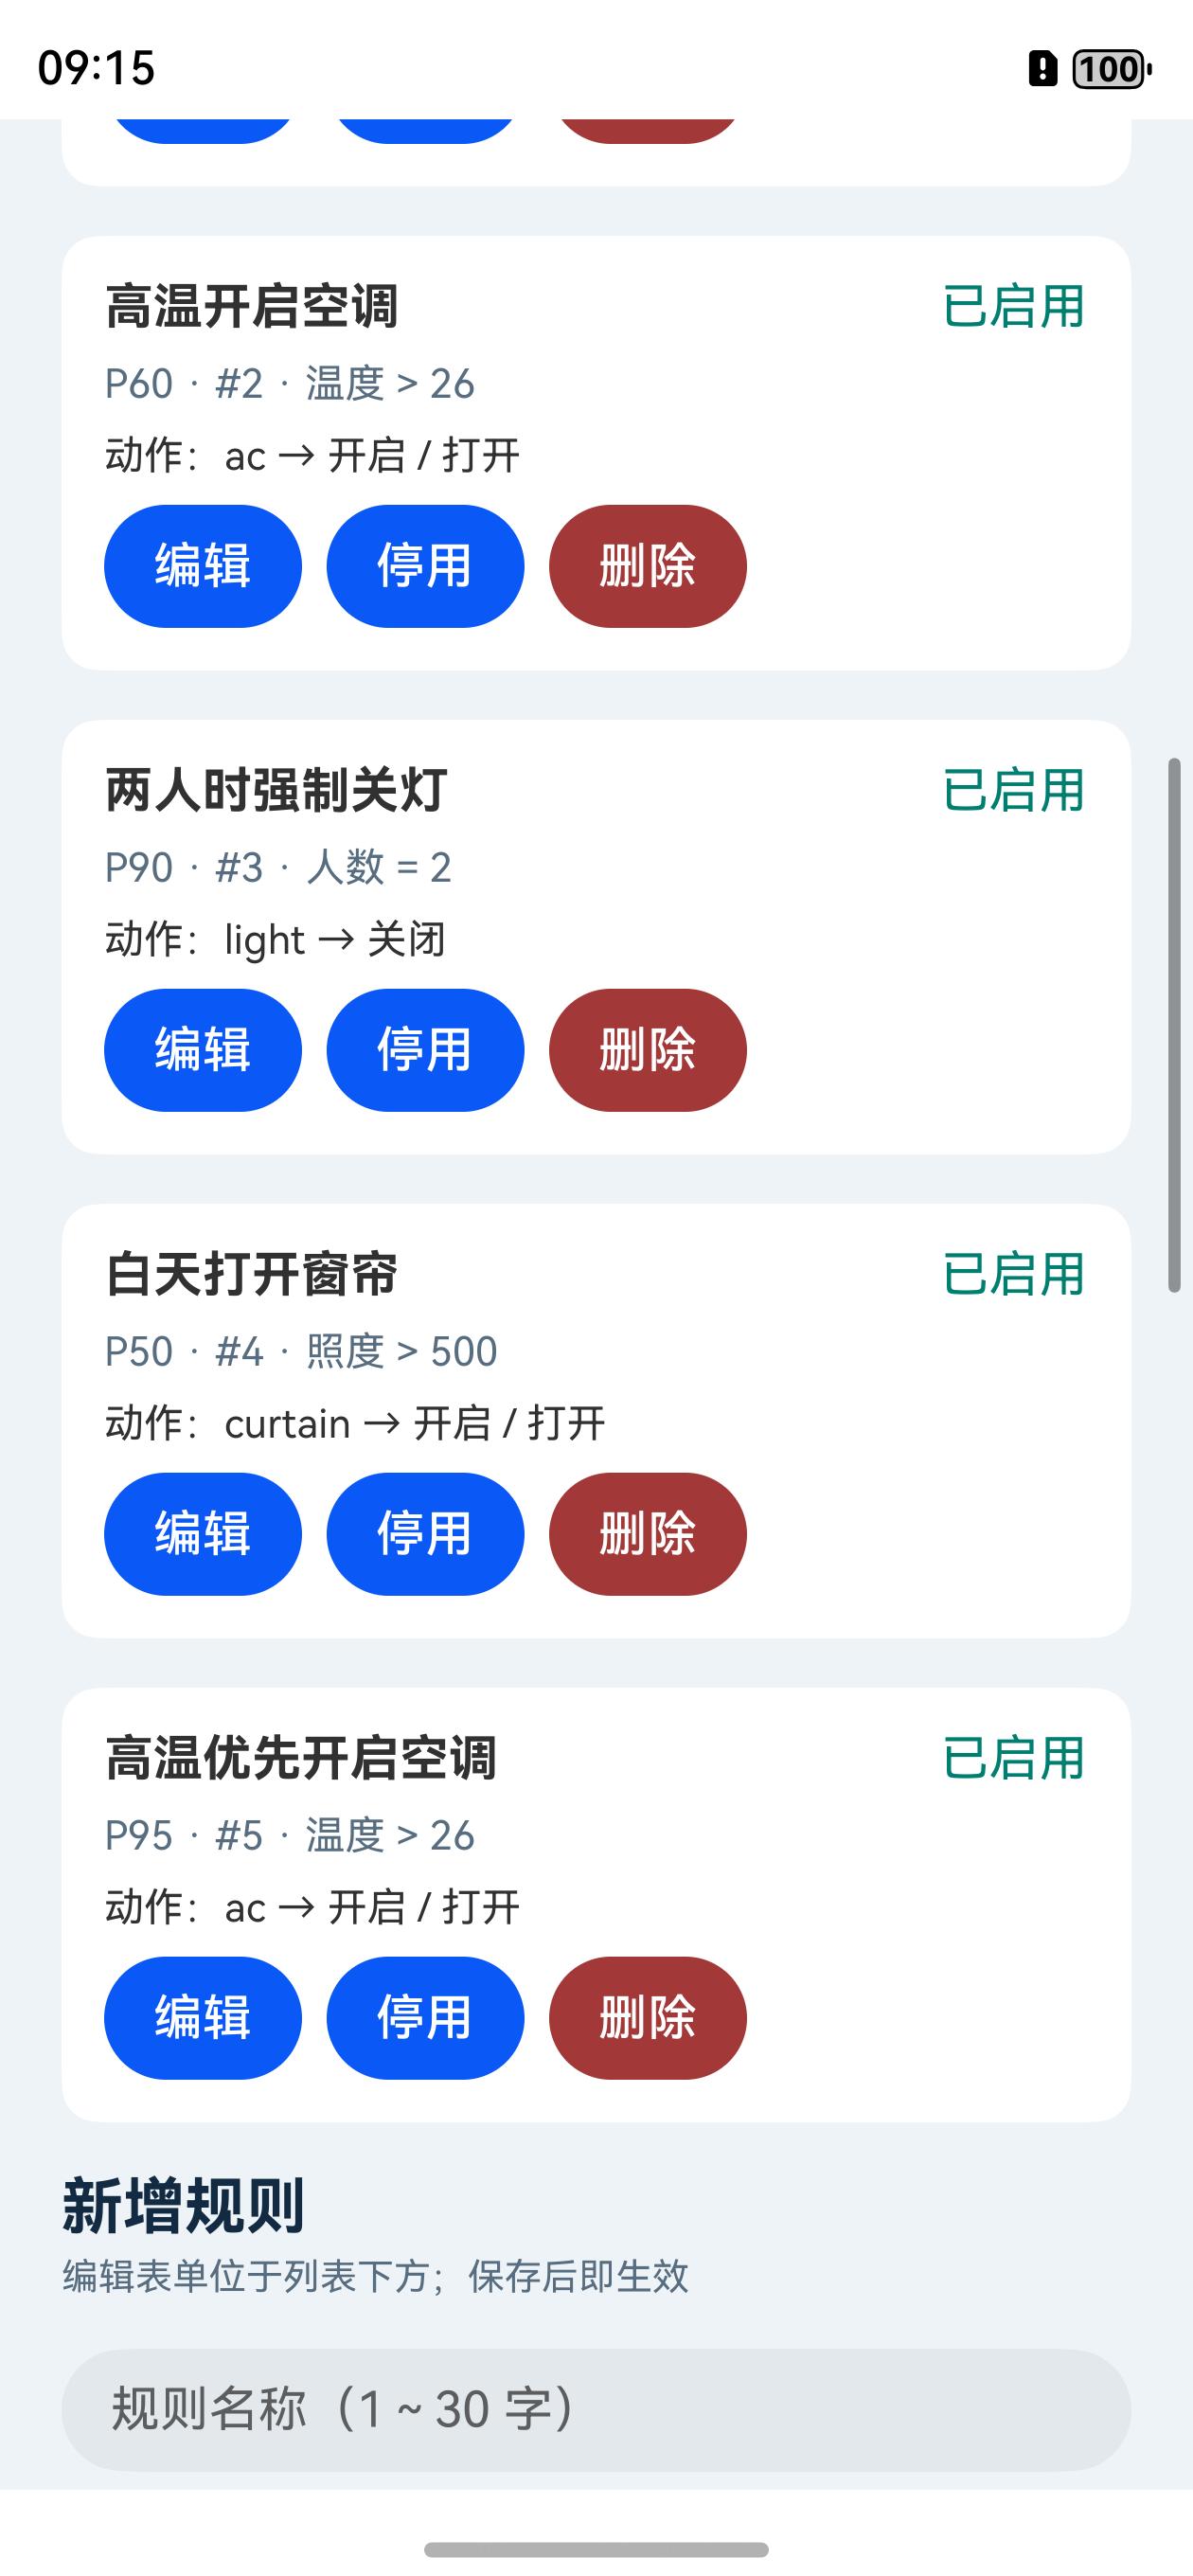 09:15
100
高温开启空调
已启用
P60 · #2 · 温度 > 26
动作：ac → 开启 / 打开
编辑 停用 删除
两人时强制关灯
已启用
P90 · #3 · 人数 = 2
动作：light → 关闭
编辑 停用 删除
白天打开窗帘
已启用
P50 · #4 · 照度 > 500
动作：curtain → 开启 / 打开
编辑 停用 删除
高温优先开启空调
已启用
P95 · #5 · 温度 > 26
动作：ac → 开启 / 打开
编辑 停用 删除
新增规则
编辑表单位于列表下方；保存后即生效
规则名称（1 ~ 30 字）